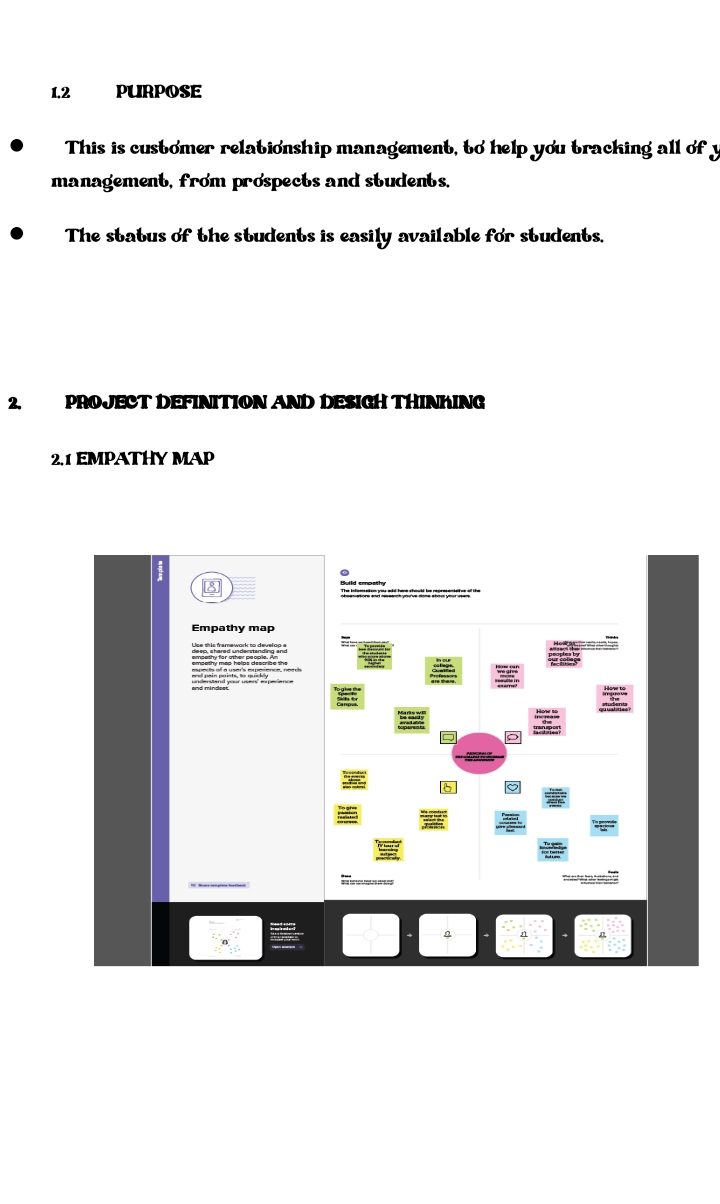 1.2 PURPOSE
● This is customer relationship management, to help you tracking all of y
management, from prospects and students.
● The status of the students is easily available for students.
2. PROJECT DEFINITION AND DESIGN THINKING
2.1 EMPATHY MAP
Template
Empathy map
Use this framework to develop a
deep, shared understanding and
empathy for other people. An
empathy map helps describe the
aspects of a user's experience, needs
and pain points, to quickly
understand your users' experience
and mindset.
Share template feedback
Build empathy
The information you add here should be representative of the
observations and research you've done about your users.
Says
Thinks
To provide
fees discount for
the students
higher
secondary
In our
college,
Qualified
Professors
are there.
To give the
Specific
Skills for
Campus.
Marks will
be easily
available
toparents.
How to
attract the
peoples by
our college
facilities?
How can
we give
more
results in
exams?
How to
improve
the
students
qaualities?
How to
increase
the
transport
facilities?
To conduct
the events
about
studies and
also extras.
To give
passion
realated
courses.
We conduct
many test to
select the
qualifies
professors.
To conduct
IV tour of
learning
subject
practically.
Passion
related
courses to
give pleasant
feel.
To provide
spacious
lab.
To gain
knowledge
for better
future.
Does
Feels
Need some
inspiration?